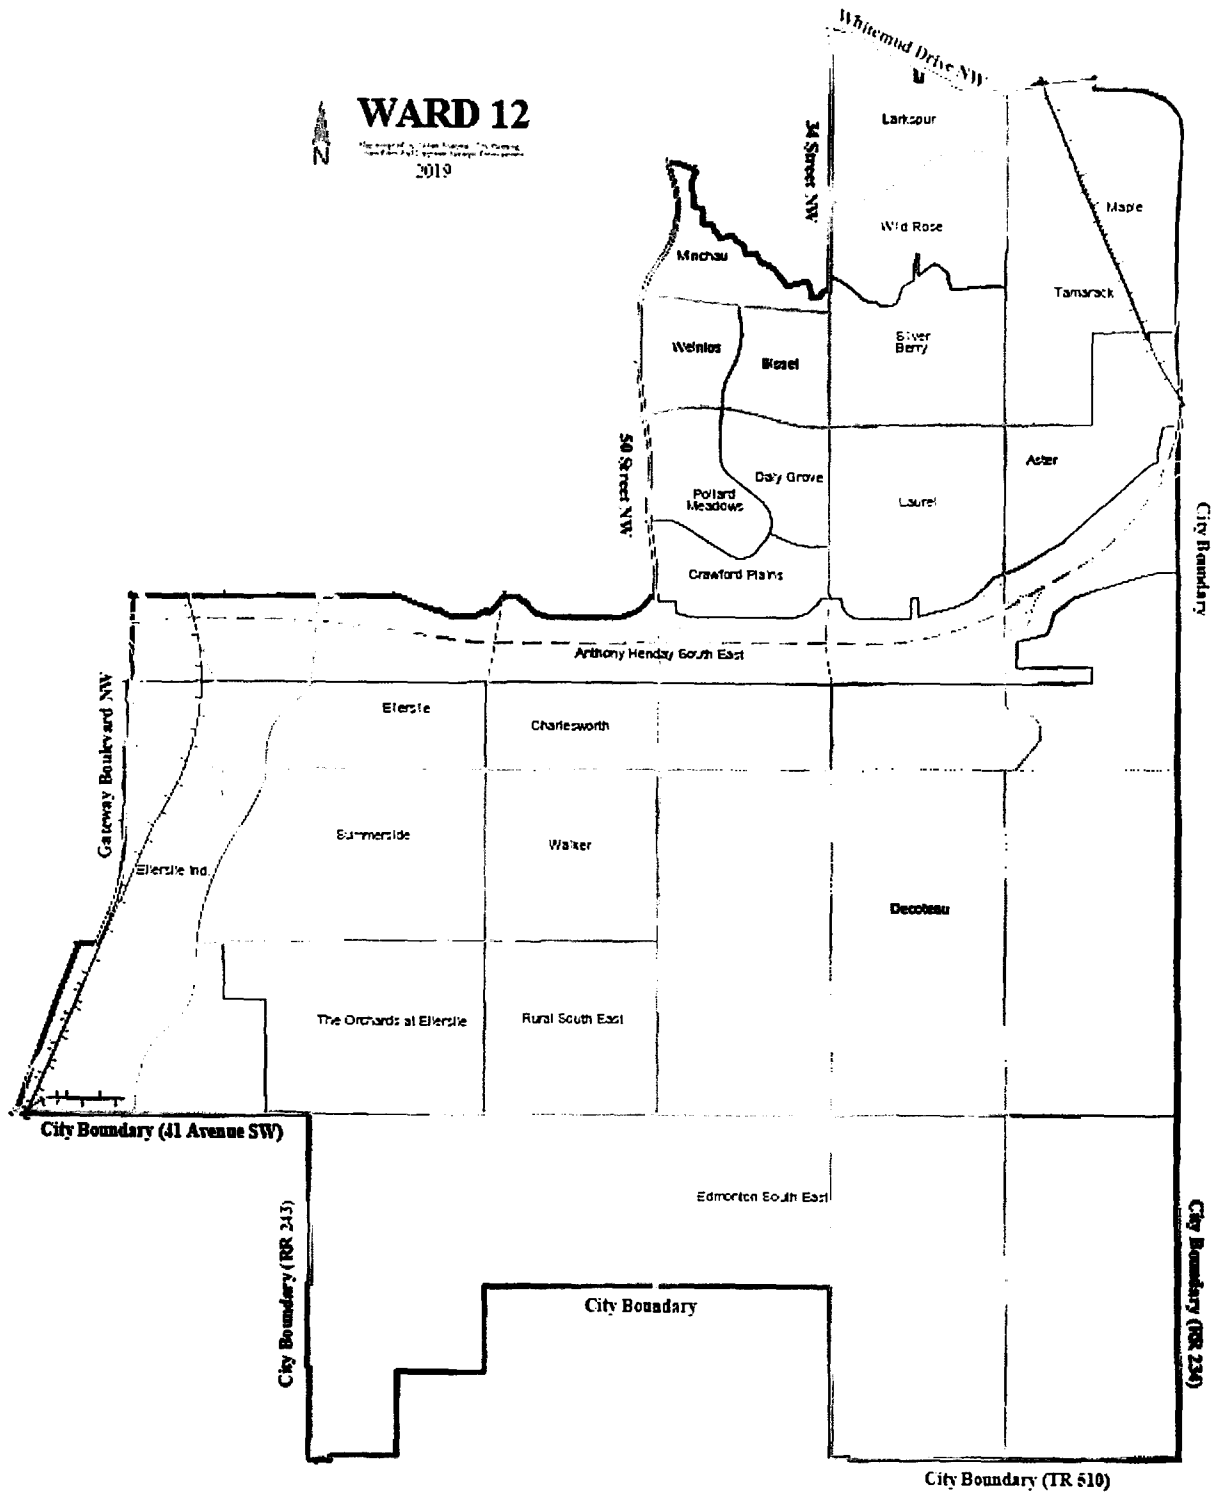 Whitemud Drive NW
WARD 12
N
2019
34 Street NW
Larkspur
Maple
Wild Rose
Minchau
Tamarack
Silver
Berry
Weinlos
Bisset
50 Street NW
Aster
Daly Grove
Pollard
Meadows
Laurel
City Boundary
Crawford Plains
Anthony Henday South East
Gateway Boulevard NW
Ellerslie
Charlesworth
Summerside
Walker
Ellerslie Ind.
Decoteau
The Orchards at Ellerslie
Rural South East
City Boundary (41 Avenue SW)
Edmonton South East
City Boundary (RR 243)
City Boundary
City Boundary (RR 234)
City Boundary (TR 510)